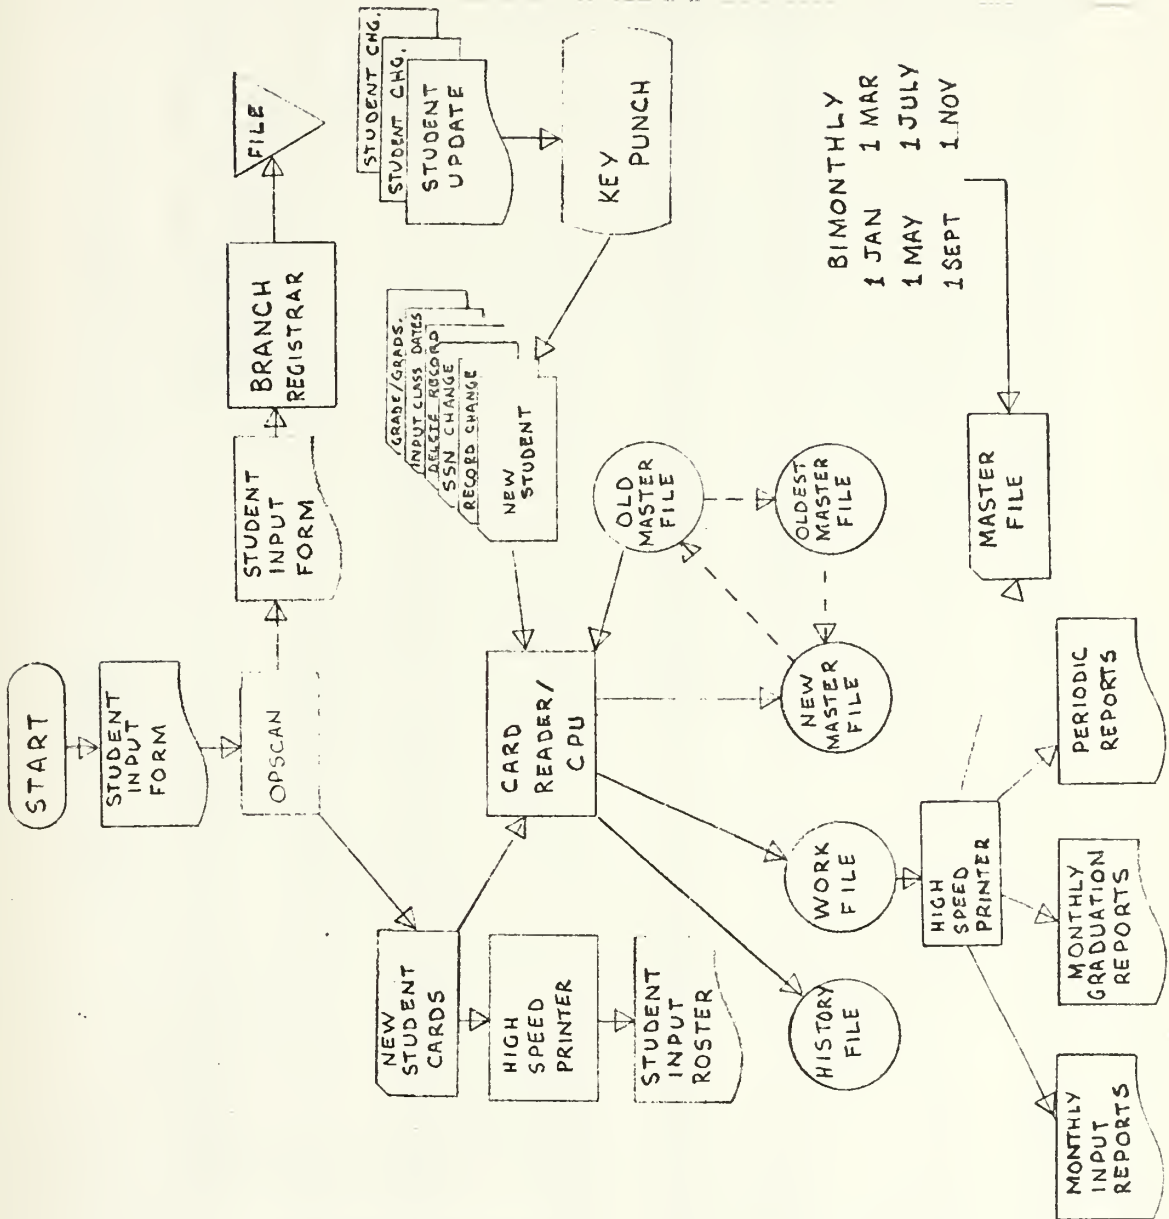 START
STUDENT
INPUT
FORM
OPSCAN
STUDENT
INPUT
FORM
BRANCH
REGISTRAR
FILE
STUDENT CHG.
STUDENT CHG.
STUDENT
UPDATE
KEY
PUNCH
GRADE/GRADS.
INPUT CLASS DATES
DELETE RECORD
SSN CHANGE
RECORD CHANGE
NEW
STUDENT
NEW
STUDENT
CARDS
HIGH
SPEED
PRINTER
STUDENT
INPUT
ROSTER
CARD
READER/
CPU
OLD
MASTER
FILE
OLDEST
MASTER
FILE
NEW
MASTER
FILE
WORK
FILE
HISTORY
FILE
HIGH
SPEED
PRINTER
MONTHLY
INPUT
REPORTS
MONTHLY
GRADUATION
REPORTS
PERIODIC
REPORTS
MASTER
FILE
BIMONTHLY
1 JAN 1 MAR
1 MAY 1 JULY
1 SEPT 1 NOV